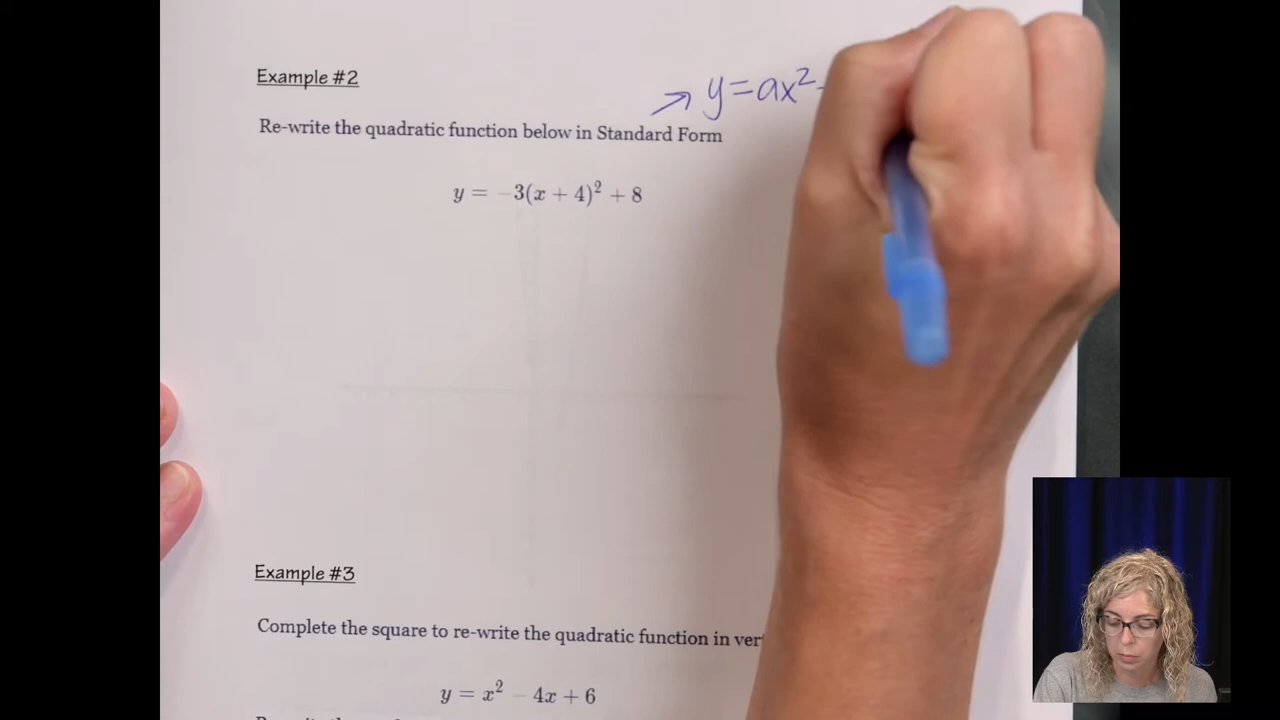 Example #2
y=ax²
Re-write the quadratic function below in Standard Form
y = -3(x + 4)² + 8
Example #3
Complete the square to re-write the quadratic function in
y = x² - 4x + 6